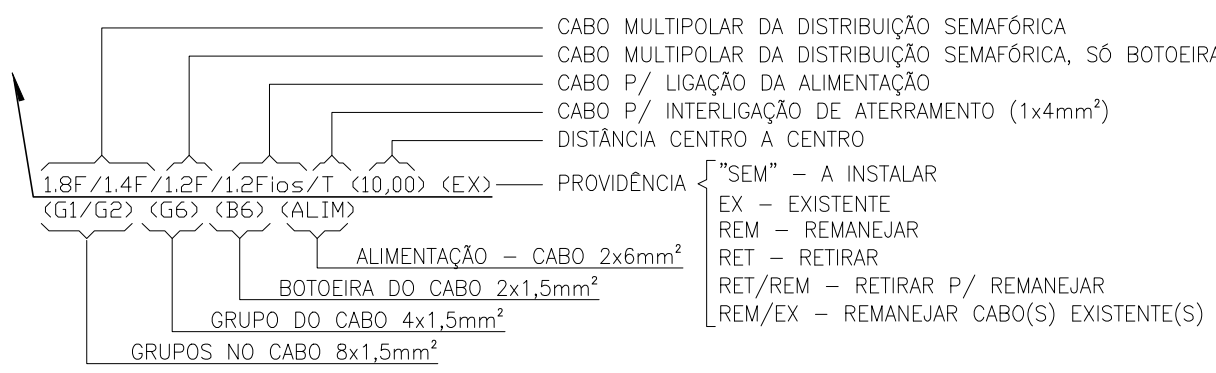 CABO MULTIPOLAR DA DISTRIBUIÇÃO SEMAFÓRICA
CABO MULTIPOLAR DA DISTRIBUIÇÃO SEMAFÓRICA, SÓ BOTOEIRA
CABO P/ LIGAÇÃO DA ALIMENTAÇÃO
CABO P/ INTERLIGAÇÃO DE ATERRAMENTO (1x4mm²)
DISTÂNCIA CENTRO A CENTRO
1.8F/1.4F/1.2F/1.2Fios/T (10,00) (EX)
PROVIDÊNCIA
"SEM" – A INSTALAR
EX – EXISTENTE
REM – REMANEJAR
RET – RETIRAR
RET/REM – RETIRAR P/ REMANEJAR
REM/EX – REMANEJAR CABO(S) EXISTENTE(S)
(G1/G2) (G6) (B6) (ALIM)
ALIMENTAÇÃO – CABO 2x6mm²
BOTOEIRA DO CABO 2x1,5mm²
GRUPO DO CABO 4x1,5mm²
GRUPOS NO CABO 8x1,5mm²